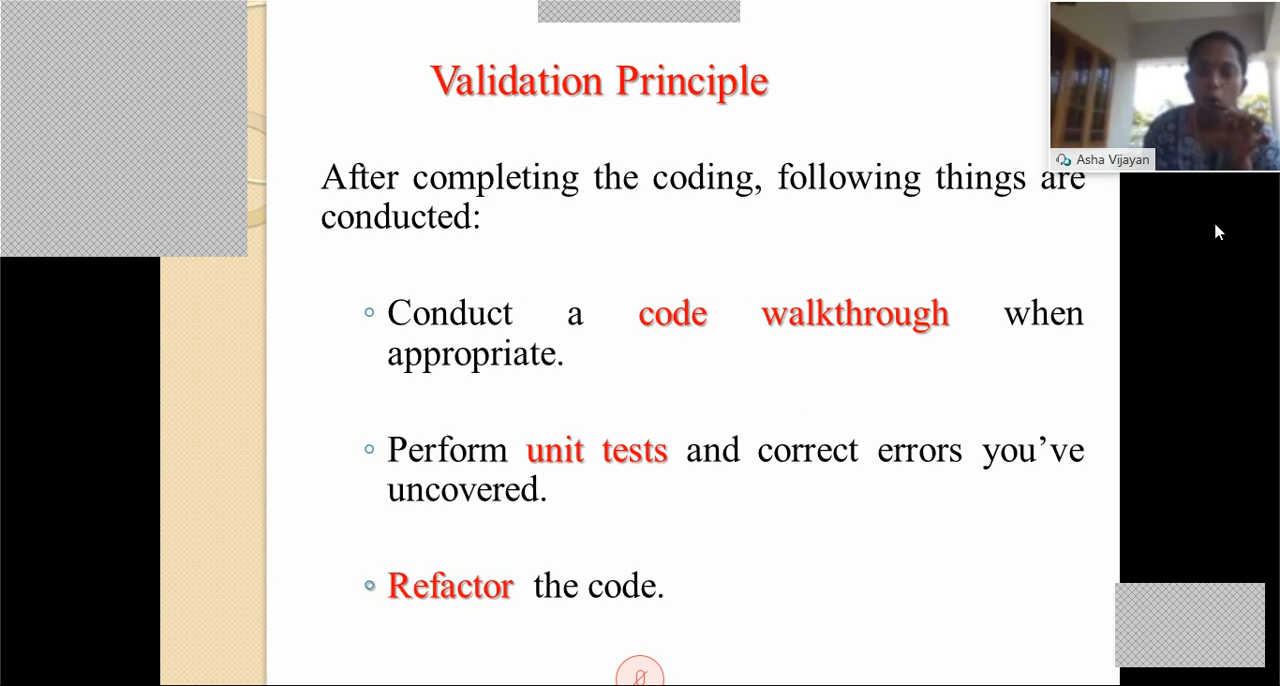 Validation Principle
Asha Vijayan
After completing the coding, following things are
conducted:
Conduct a code walkthrough when
appropriate.
Perform unit tests and correct errors you’ve
uncovered.
Refactor the code.